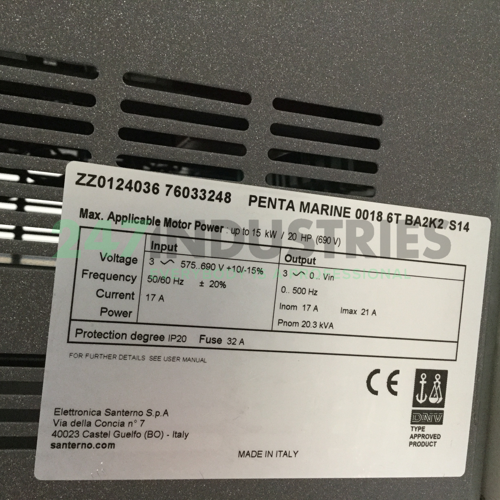 ZZ0124036 76033248 PENTA MARINE 0018 6T BA2K2 S14
Max. Applicable Motor Power : up to 15 kW / 20 HP (690 V)
Input Output
Voltage 3 ~ 575..690 V +10/-15% 3 ~ 0.. Vin
Frequency 50/60 Hz ± 20% 0..500 Hz
Current 17 A Inom 17 A Imax 21 A
Power Pnom 20.3 kVA
Protection degree IP20 Fuse 32 A
FOR FURTHER DETAILS SEE USER MANUAL
247 INDUSTRIES
PROFESSIONAL
Elettronica Santerno S.p.A
Via della Concia n° 7
40023 Castel Guelfo (BO) - Italy
santerno.com
MADE IN ITALY
CE
DNV
TYPE
APPROVED
PRODUCT